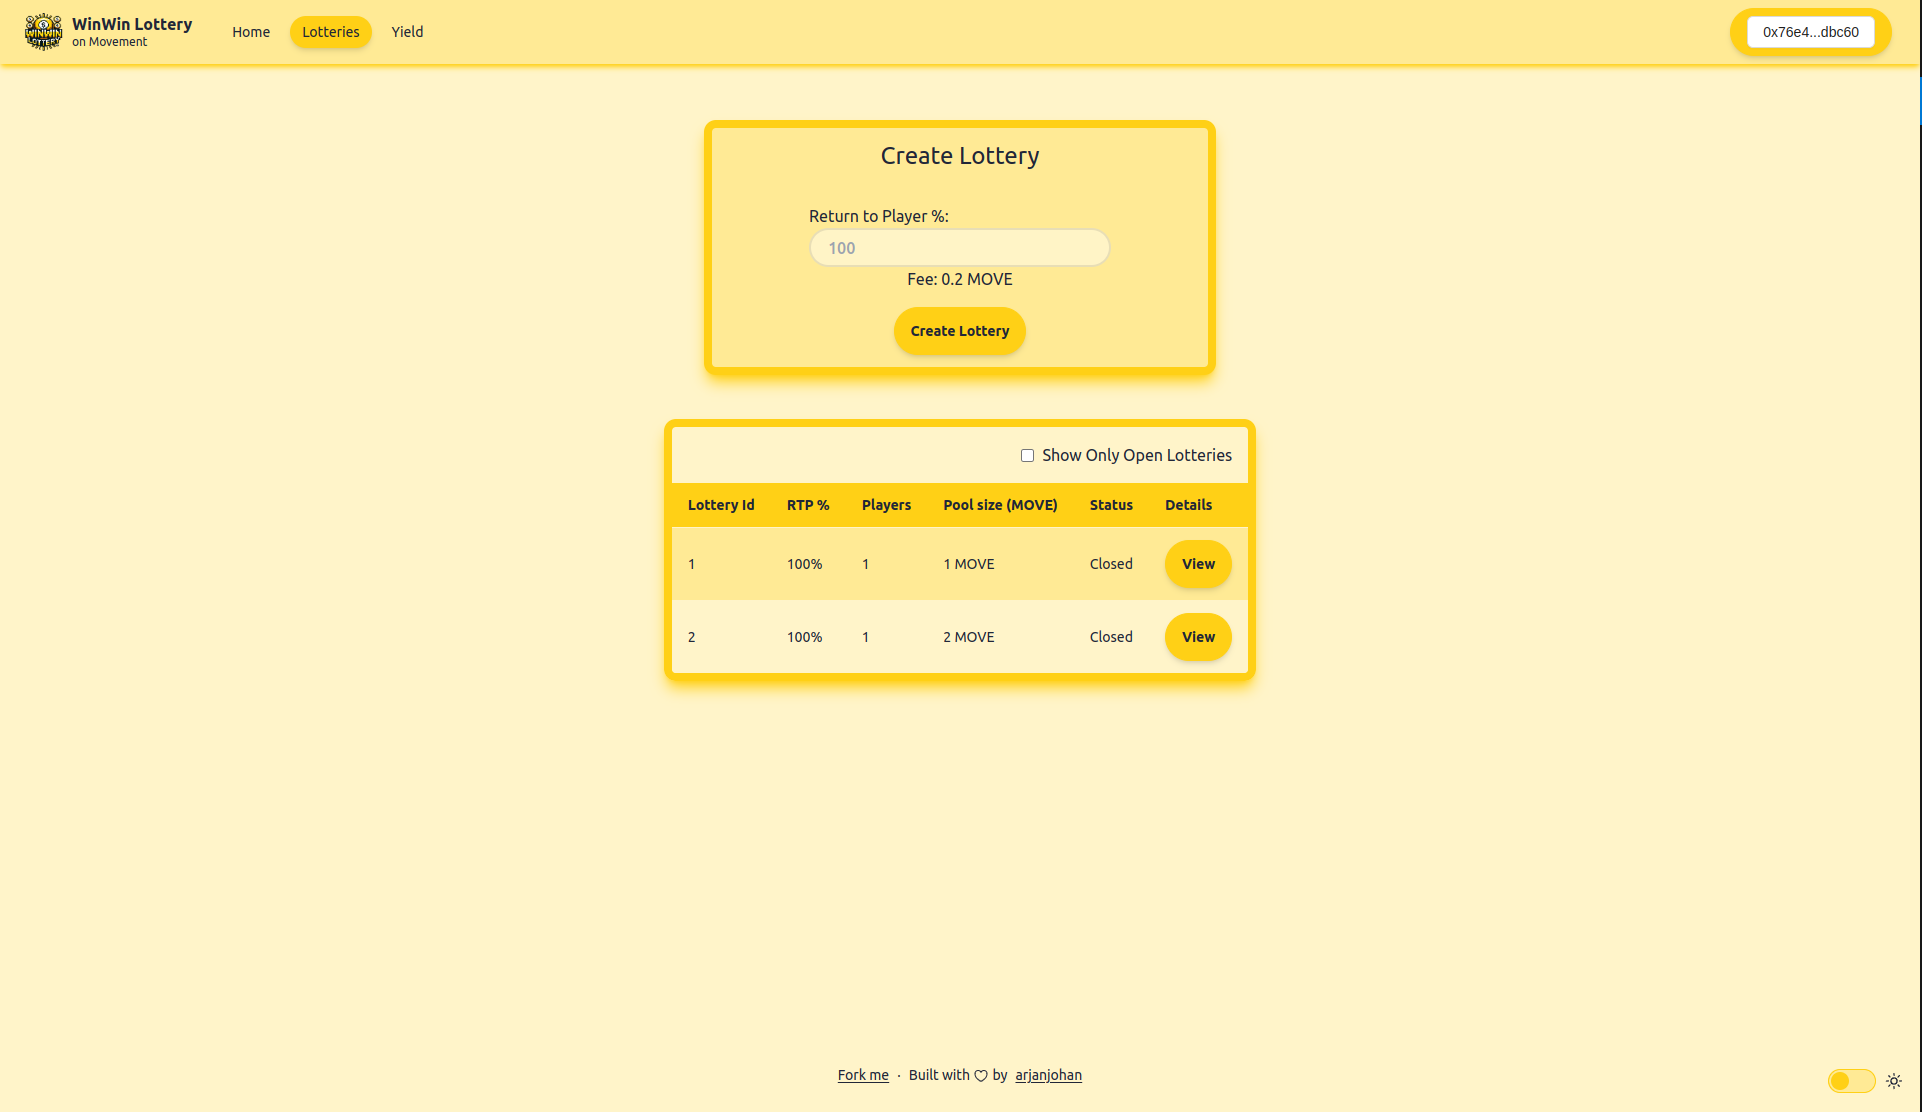 WINWIN
LOTTERY
WinWin Lottery
on Movement
Home
Lotteries
Yield
0x76e4...dbc60
Create Lottery
Return to Player %:
100
Fee: 0.2 MOVE
Create Lottery
Show Only Open Lotteries
Lottery Id RTP % Players Pool size (MOVE) Status Details
1 100% 1 1 MOVE Closed View
2 100% 1 2 MOVE Closed View
Fork me · Built with ♡ by arjanjohan